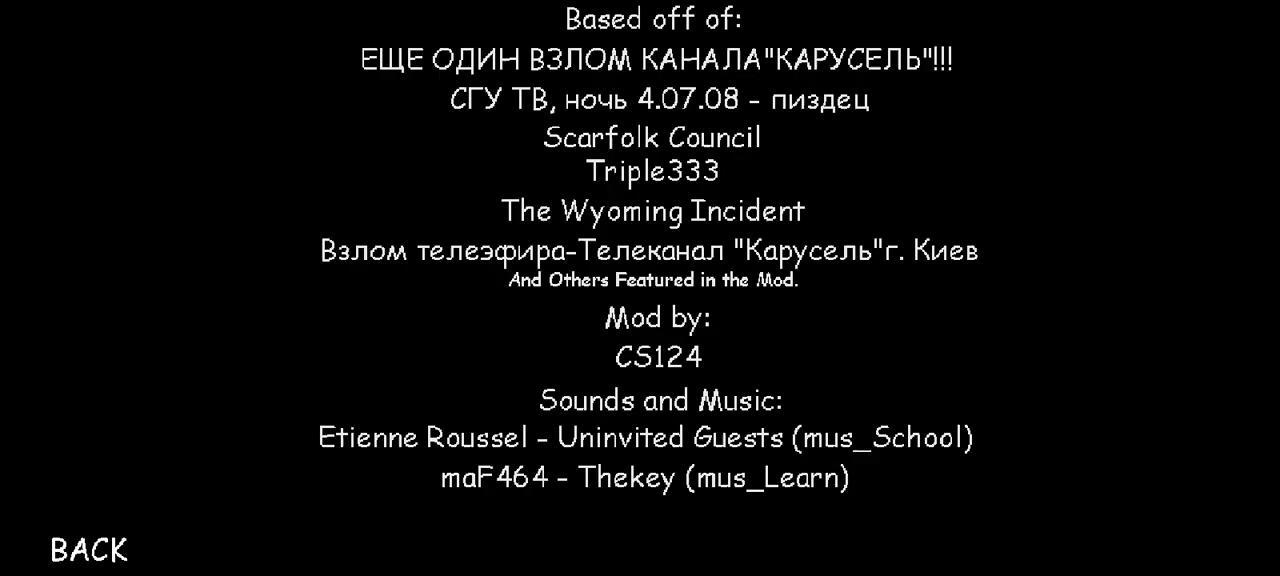 Based off of:
ЕЩЕ ОДИН ВЗЛОМ КАНАЛА"КАРУСЕЛЬ"!!!
СГУ ТВ, ночь 4.07.08 - пиздец
Scarfolk Council
Triple333
The Wyoming Incident
Взлом телеэфира-Телеканал "Карусель"г. Киев
And Others Featured in the Mod.
Mod by:
CS124
Sounds and Music:
Etienne Roussel - Uninvited Guests (mus_School)
maF464 - Thekey (mus_Learn)
BACK